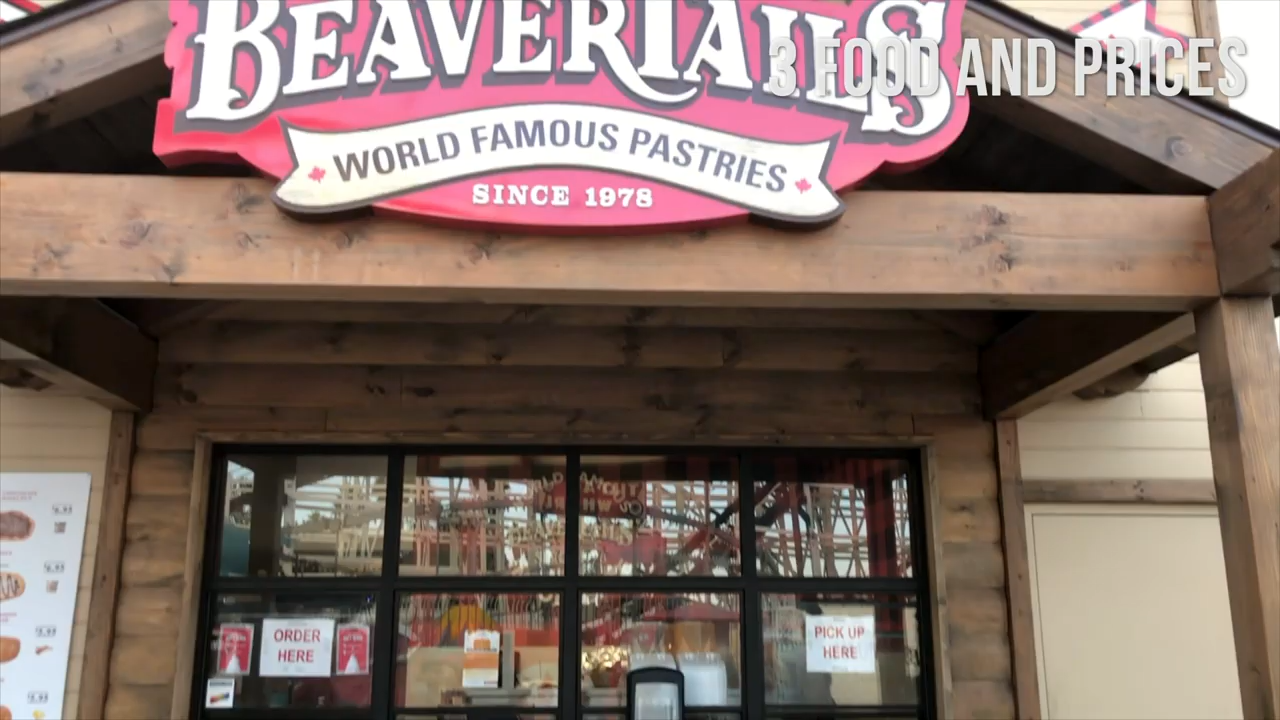 BEAVERTAILS
3 FOOD AND PRICES
WORLD FAMOUS PASTRIES
SINCE 1978
ORDER
HERE
PICK UP
HERE